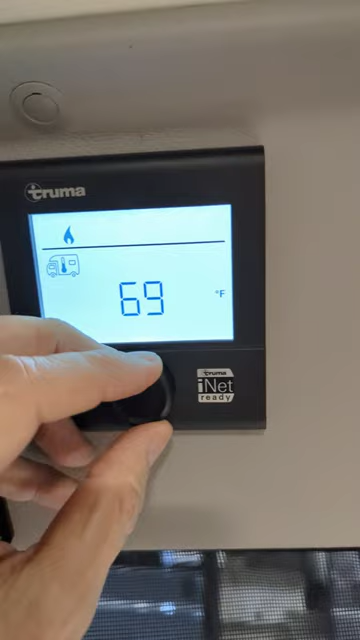 truma
69 °F
truma
iNet
ready